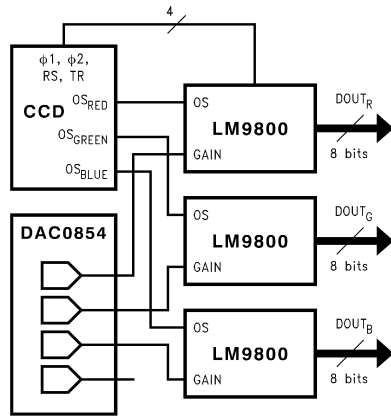 4
ϕ1, ϕ2,
RS, TR
CCD
OSRED
OSGREEN
OSBLUE
OS
LM9800
GAIN
DOUTR
8 bits
DAC0854
OS
LM9800
GAIN
DOUTG
8 bits
OS
LM9800
GAIN
DOUTB
8 bits